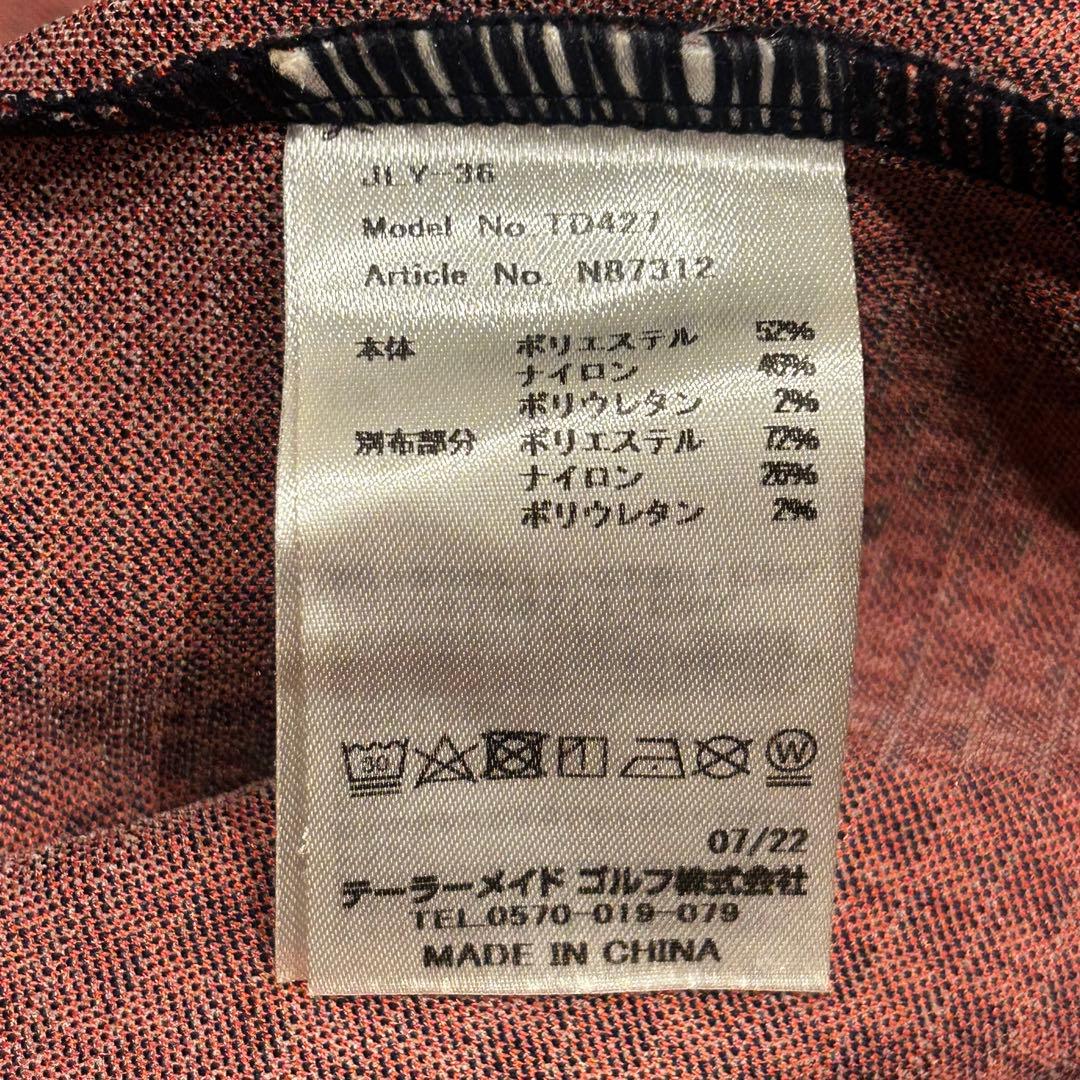 JLY-36
Model No. TD427
Article No. N87312
本体 ポリエステル 52%
ナイロン 46%
ポリウレタン 2%
別布部分 ポリエステル 72%
ナイロン 26%
ポリウレタン 2%
30
1
W
07/22
テーラーメイド ゴルフ株式会社
TEL.0570-019-079
MADE IN CHINA